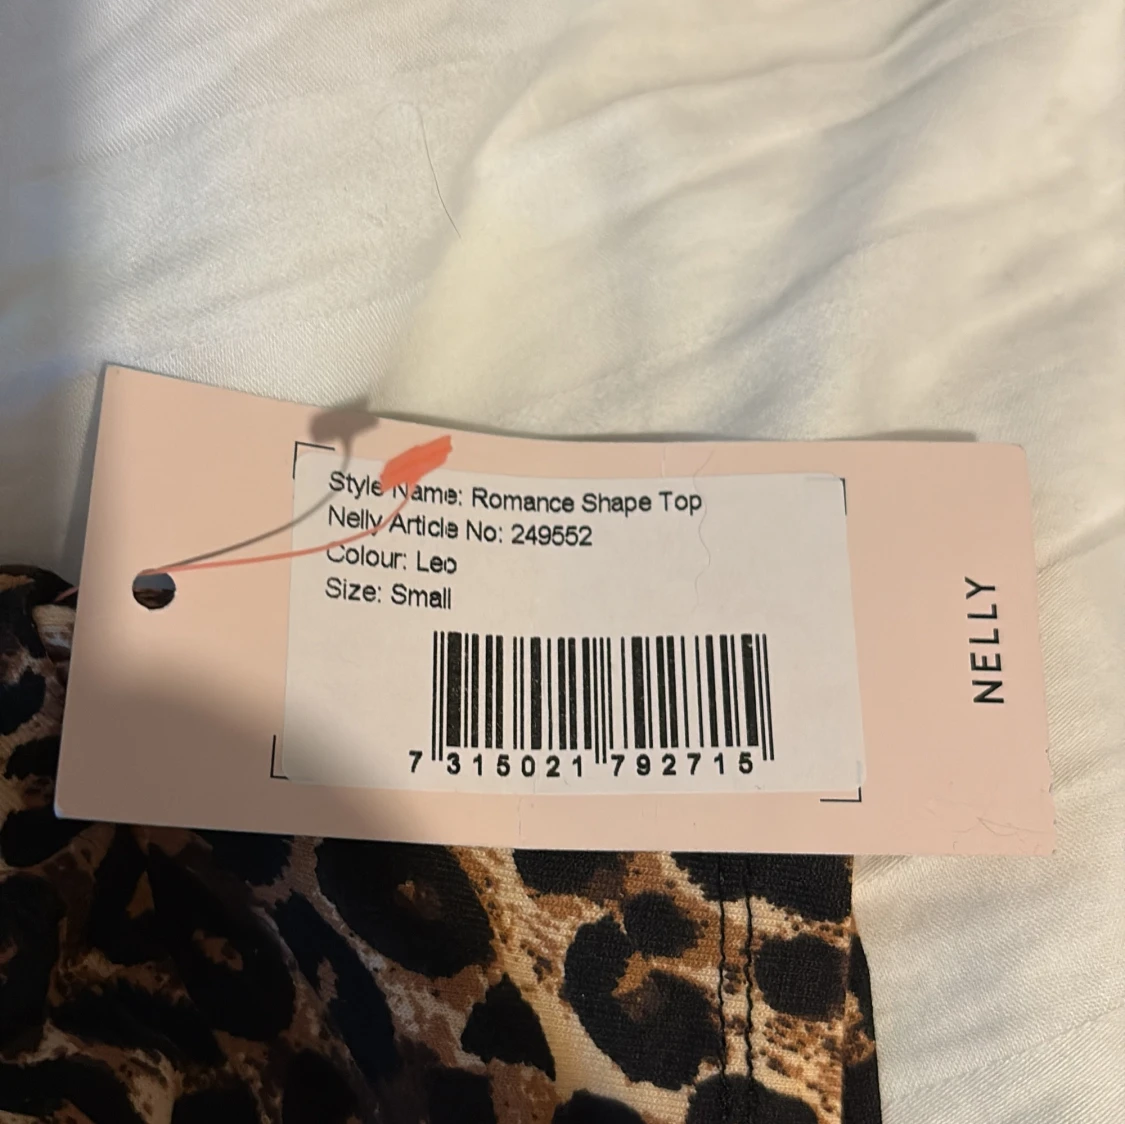 Style Name: Romance Shape Top
Nelly Article No: 249552
Colour: Leo
Size: Small
7 315021 792715
NELLY